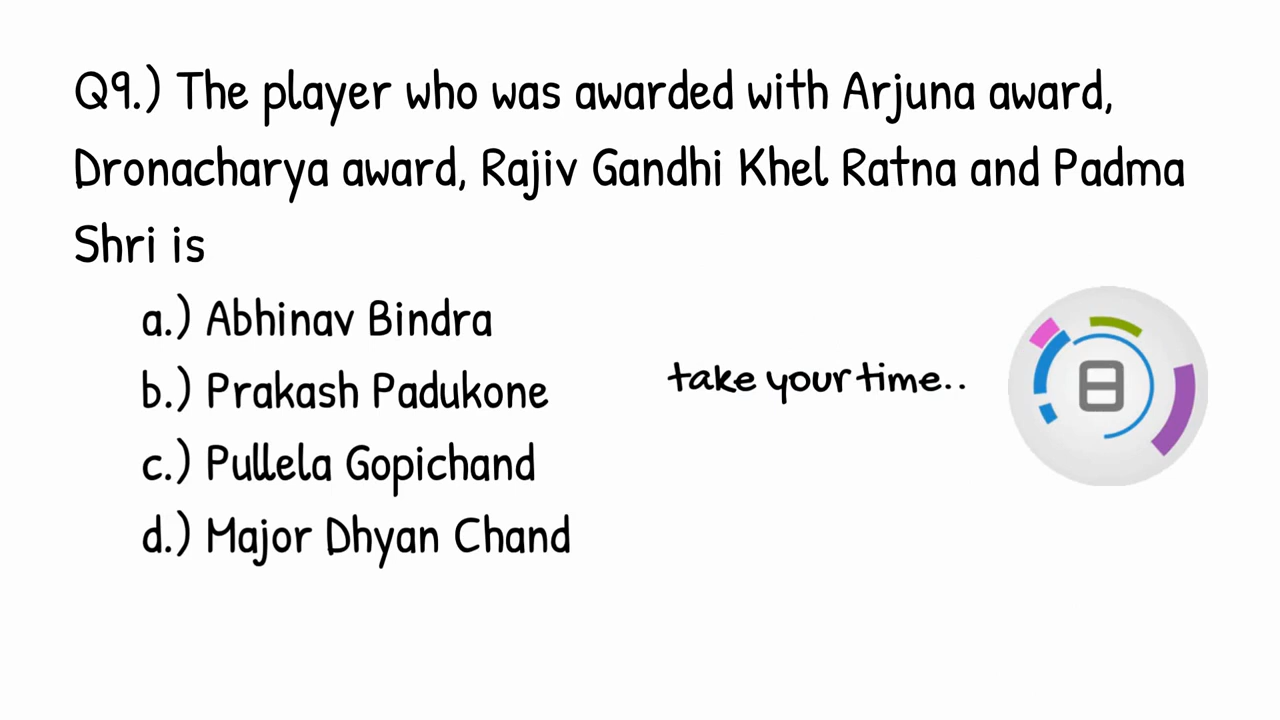 Q9.) The player who was awarded with Arjuna award,
Dronacharya award, Rajiv Gandhi Khel Ratna and Padma
Shri is
a.) Abhinav Bindra
b.) Prakash Padukone
take your time..
8
c.) Pullela Gopichand
d.) Major Dhyan Chand